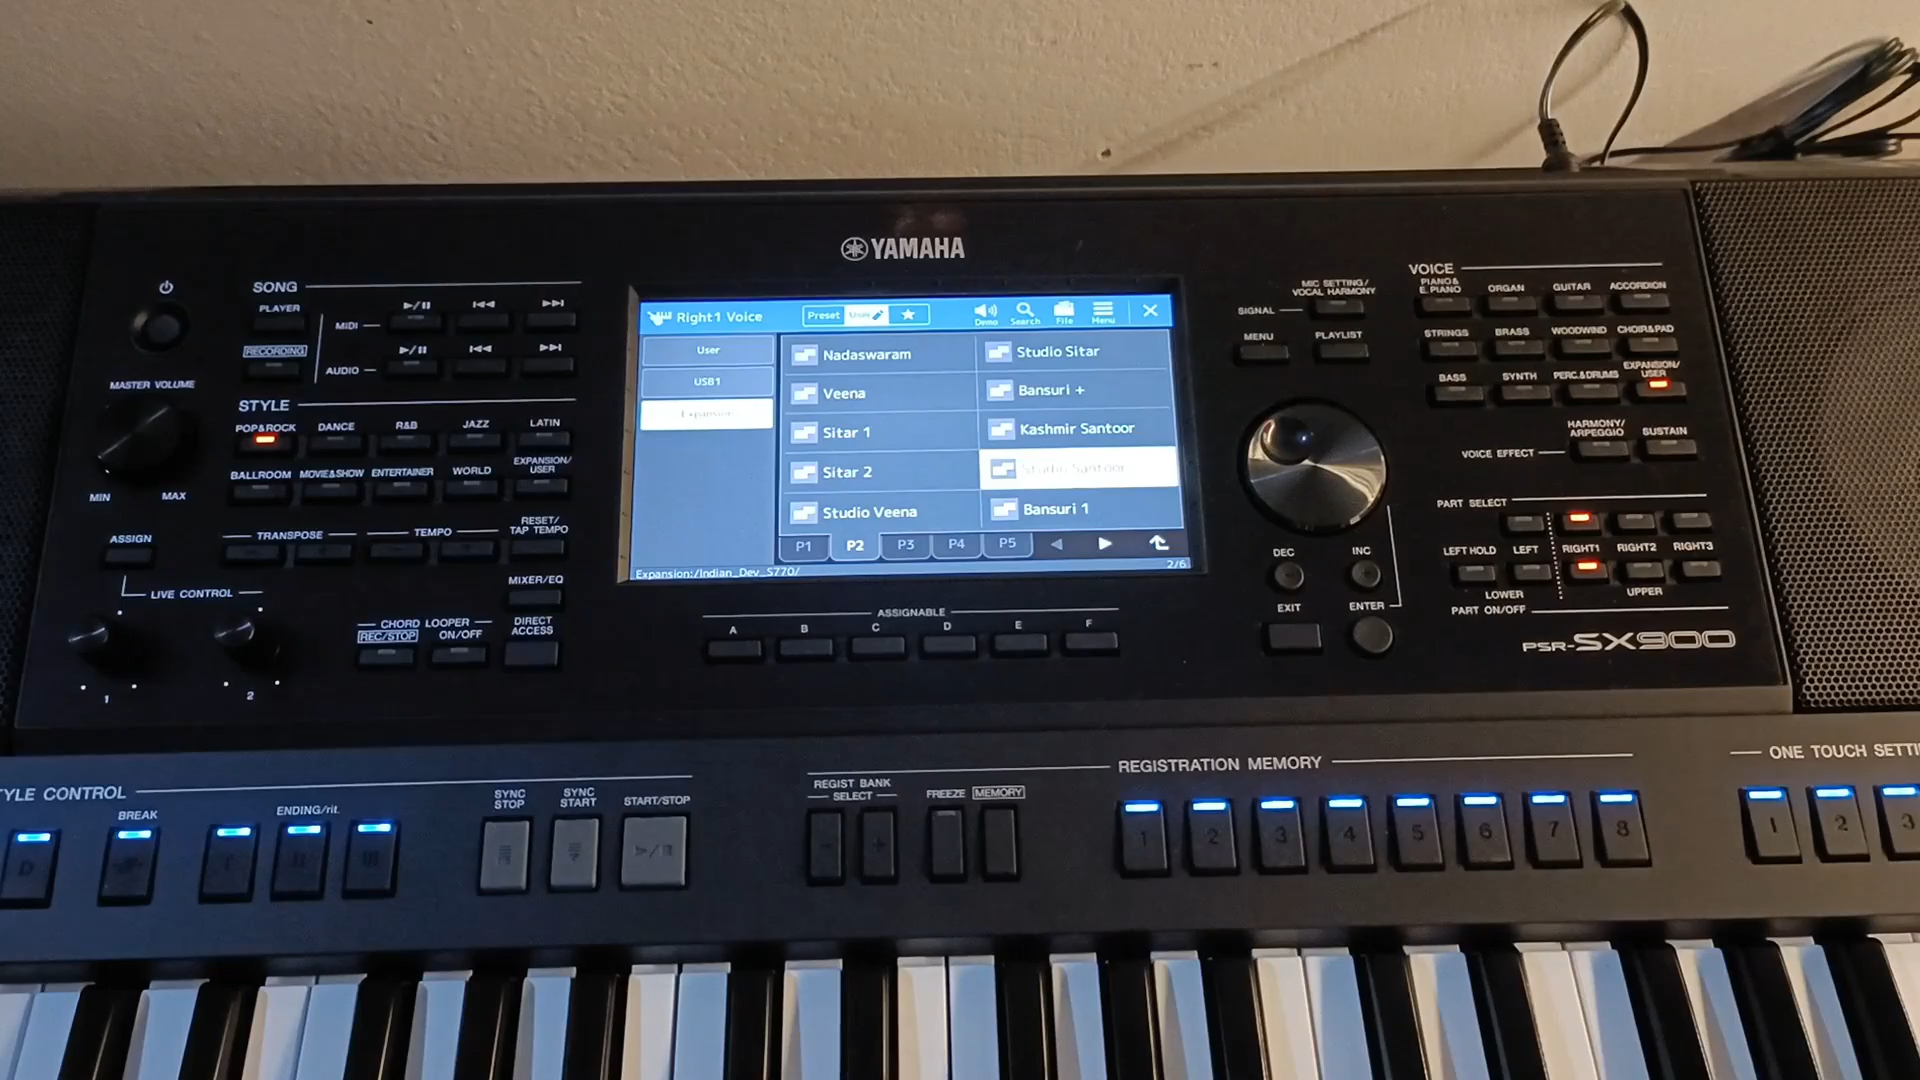 YAMAHA
SONG
PLAYER
RECORDING
MIDI
AUDIO
MASTER VOLUME
MIN
MAX
STYLE
POP&ROCK
DANCE
R&B
JAZZ
LATIN
BALLROOM
MOVIE&SHOW
ENTERTAINER
WORLD
EXPANSION/
USER
ASSIGN
TRANSPOSE
TEMPO
RESET/
TAP TEMPO
LIVE CONTROL
1
2
MIXER/EQ
CHORD LOOPER
REC/STOP
ON/OFF
DIRECT
ACCESS
Right1 Voice
Preset
User
Demo
Search
File
Menu
User
USB1
Expansion
Nadaswaram
Studio Sitar
Veena
Bansuri +
Sitar 1
Kashmir Santoor
Sitar 2
Studio Santoor
Studio Veena
Bansuri 1
P1
P2
P3
P4
P5
Expansion:/Indian_Dev_S770/
2/6
ASSIGNABLE
A
B
C
D
E
F
MIC SETTING/
VOCAL HARMONY
SIGNAL
MENU
PLAYLIST
DEC
INC
EXIT
ENTER
VOICE
PIANO&
E. PIANO
ORGAN
GUITAR
ACCORDION
STRINGS
BRASS
WOODWIND
CHOIR&PAD
BASS
SYNTH
PERC.&DRUMS
EXPANSION/
USER
VOICE EFFECT
HARMONY/
ARPEGGIO
SUSTAIN
PART SELECT
LEFT HOLD
LEFT
RIGHT1
RIGHT2
RIGHT3
LOWER
UPPER
PART ON/OFF
PSR-SX900
YLE CONTROL
BREAK
ENDING/rit.
D
I
II
III
SYNC
STOP
SYNC
START
START/STOP
REGIST BANK
SELECT
-
+
FREEZE
MEMORY
REGISTRATION MEMORY
1
2
3
4
5
6
7
8
ONE TOUCH SETTI
1
2
3